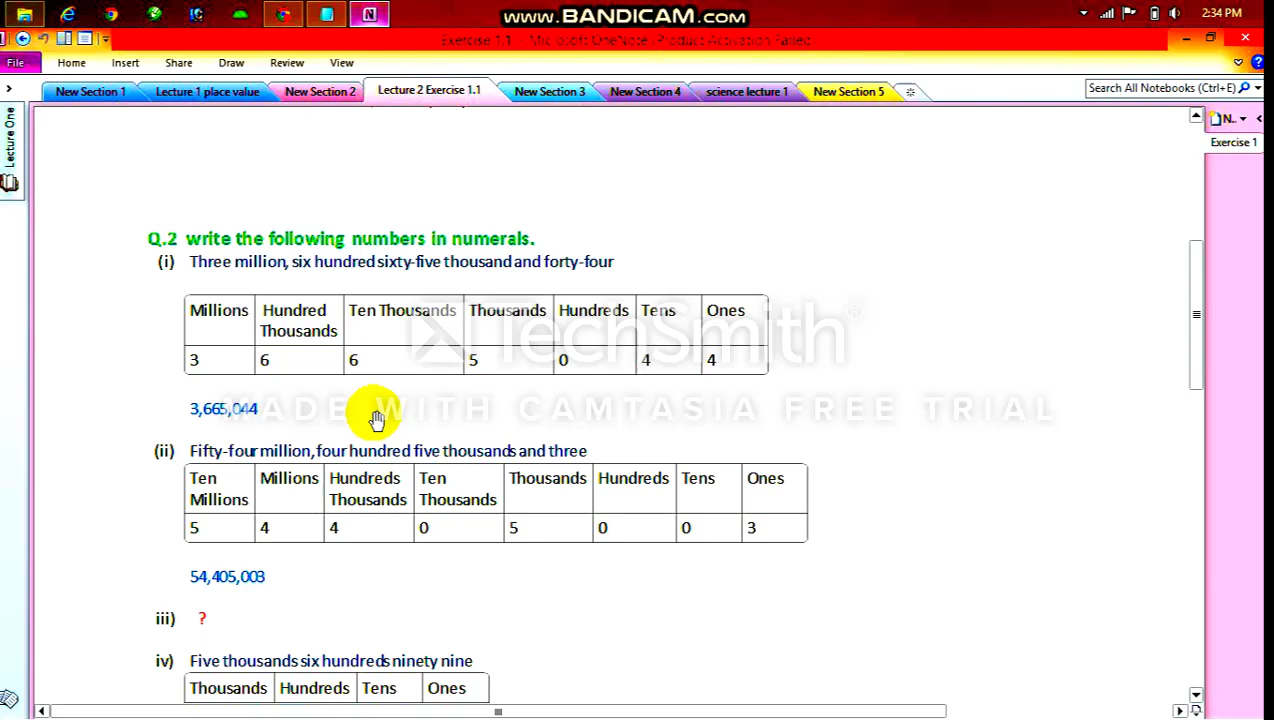 www.BANDICAM.com
2:34 PM
Exercise 1.1 - Microsoft OneNote (Product Activation Failed)
File Home Insert Share Draw Review View
New Section 1 Lecture 1 place value New Section 2 Lecture 2 Exercise 1.1 New Section 3 New Section 4 science lecture 1 New Section 5 Search All Notebooks (Ctrl+E)
N..
Exercise 1
Lecture One
Q.2 write the following numbers in numerals.
(i) Three million, six hundred sixty-five thousand and forty-four
Millions Hundred Ten Thousands Thousands Hundreds Tens Ones
Thousands
3 6 6 5 0 4 4
TechSmith®
3,665,044
MADE WITH CAMTASIA FREE TRIAL
(ii) Fifty-four million, four hundred five thousands and three
Ten Millions Hundreds Ten Thousands Hundreds Tens Ones
Millions Thousands Thousands
5 4 4 0 5 0 0 3
54,405,003
iii) ?
iv) Five thousands six hundreds ninety nine
Thousands Hundreds Tens Ones